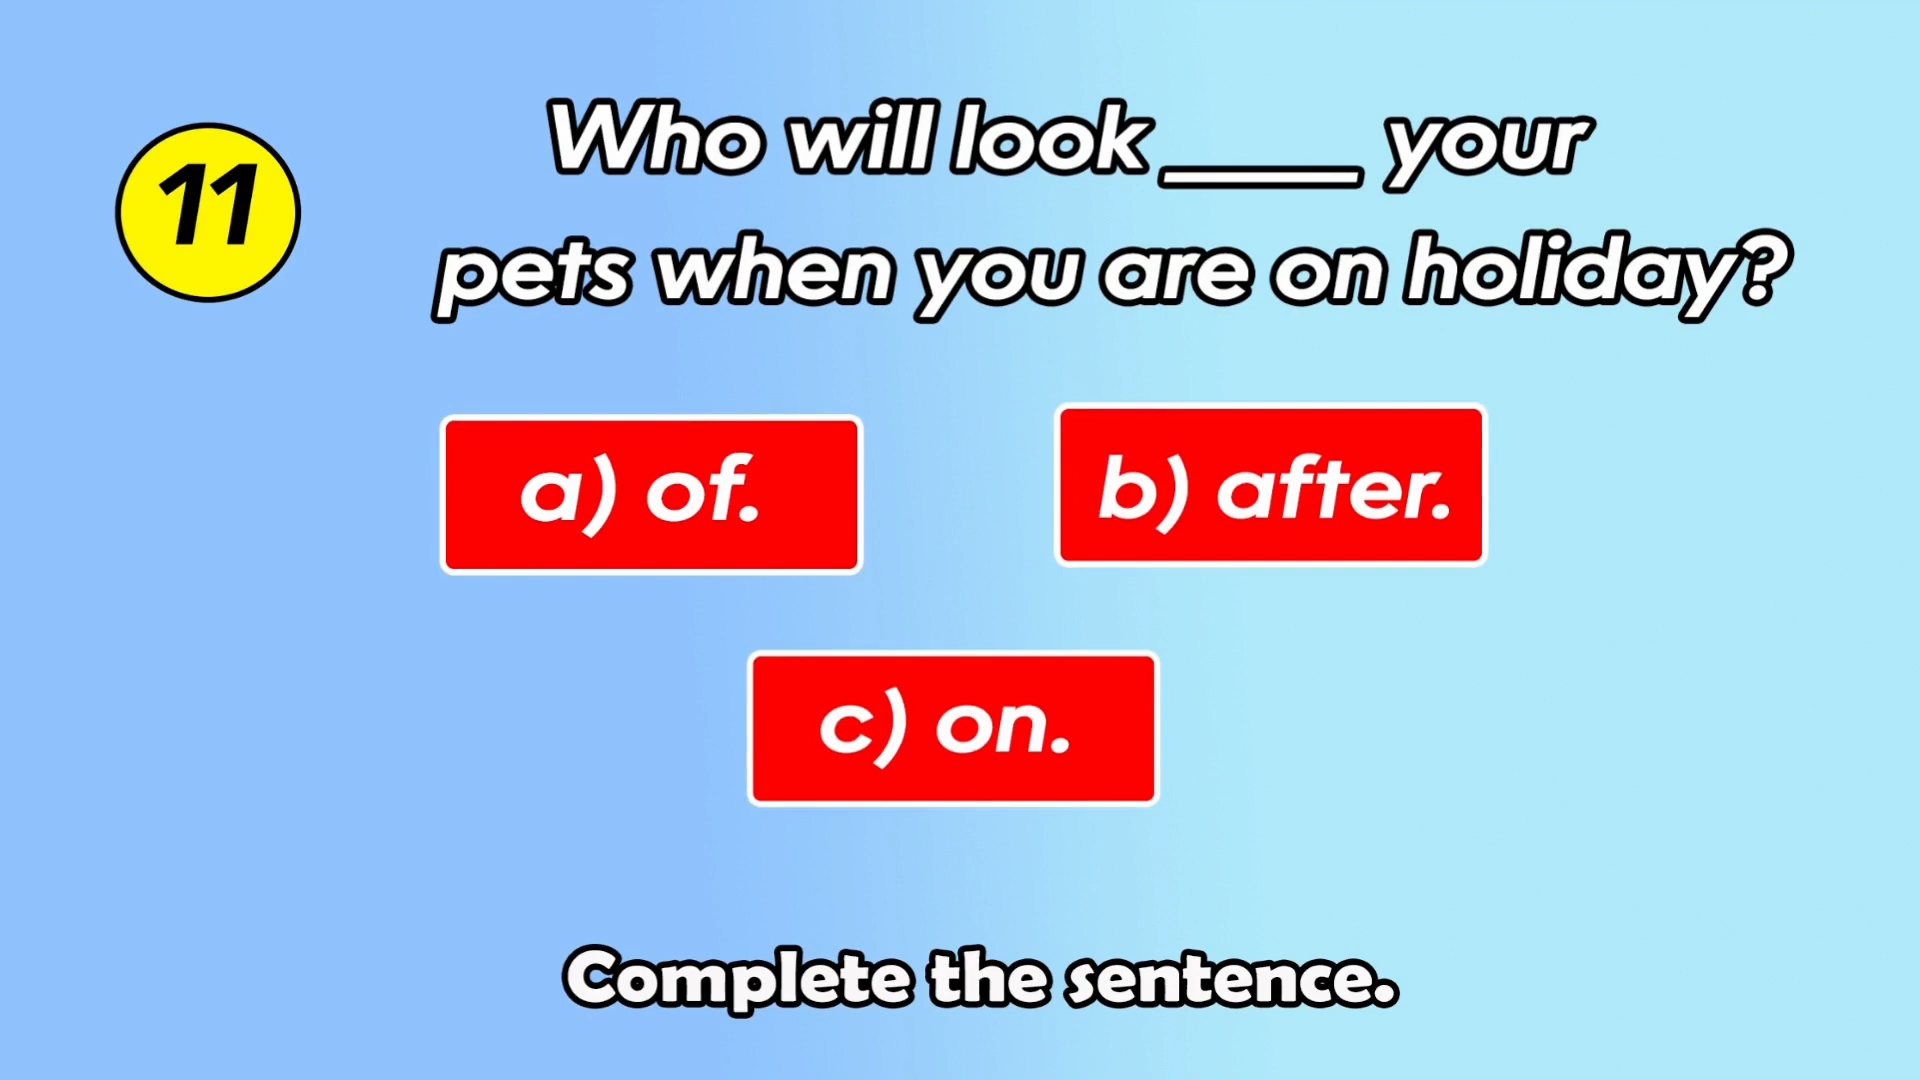 11
Who will look ____ your
pets when you are on holiday?
a) of.
b) after.
c) on.
Complete the sentence.